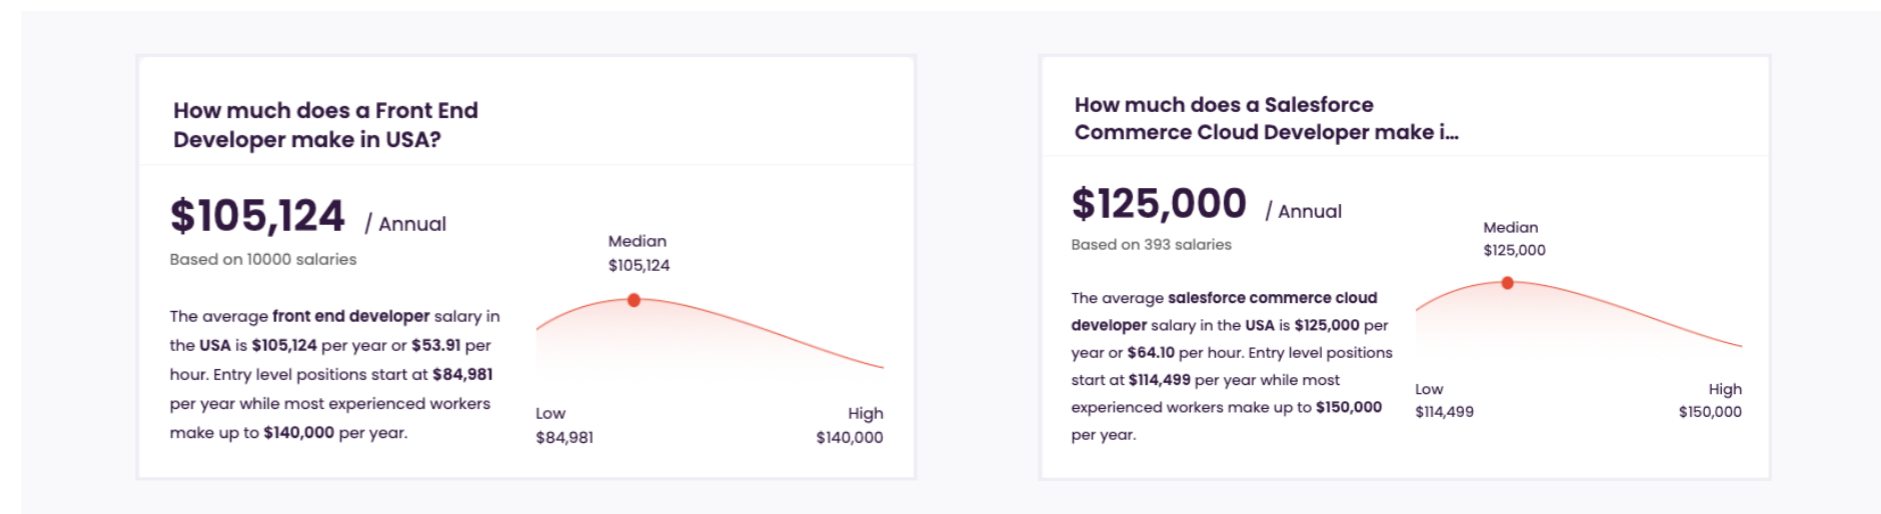 How much does a Front End
Developer make in USA?
$105,124 / Annual
Based on 10000 salaries
The average front end developer salary in
the USA is $105,124 per year or $53.91 per
hour. Entry level positions start at $84,981
per year while most experienced workers
make up to $140,000 per year.
Median
$105,124
Low
$84,981
High
$140,000
How much does a Salesforce
Commerce Cloud Developer make i...
$125,000 / Annual
Based on 393 salaries
The average salesforce commerce cloud
developer salary in the USA is $125,000 per
year or $64.10 per hour. Entry level positions
start at $114,499 per year while most
experienced workers make up to $150,000
per year.
Median
$125,000
Low
$114,499
High
$150,000